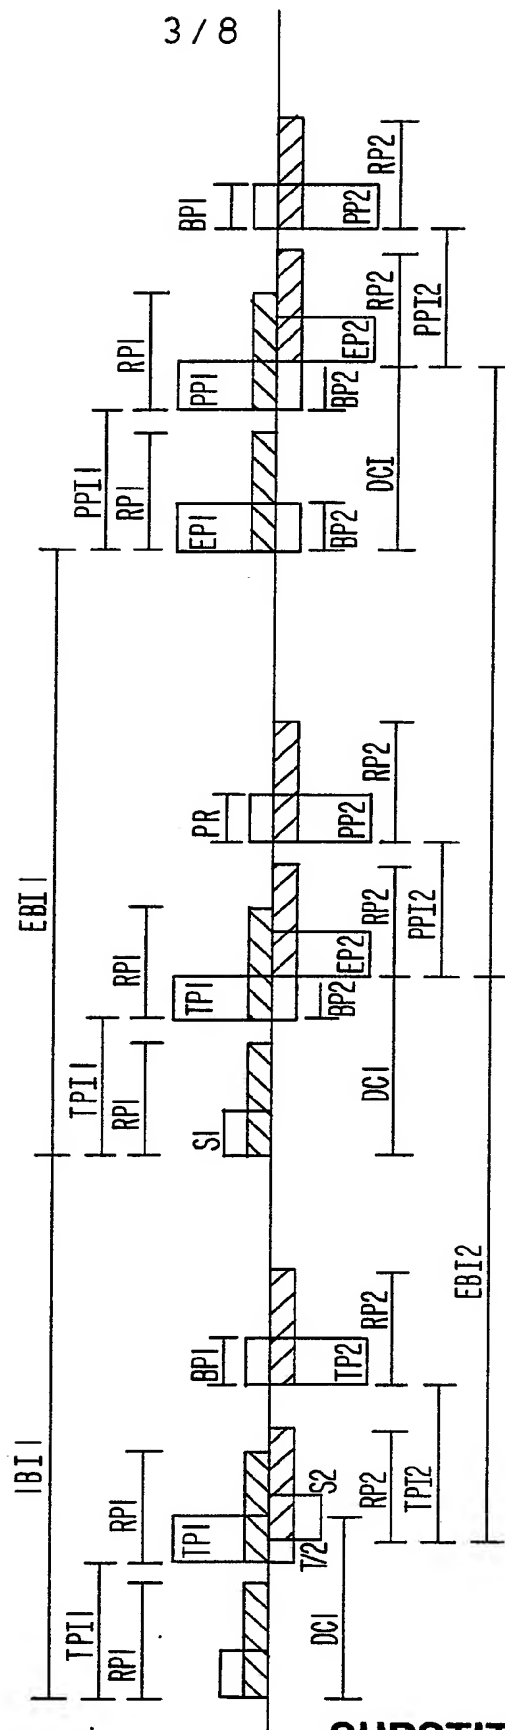 3/8
IBI1 EBI1
TPI1 TPI1 PPI1
RP1 RP1 RP1 RP1 RP1 RP1
TP1 BP1 S1 TP1 PR EP1 PP1 BP1
T/2 S2 TP2 BP2 EP2 PP2 BP2 BP2 EP2 PP2
DCI RP2 RP2 DCI RP2 RP2 DCI RP2 RP2
TPI2 PPI2 PPI2
EBI2
SUBSTIT